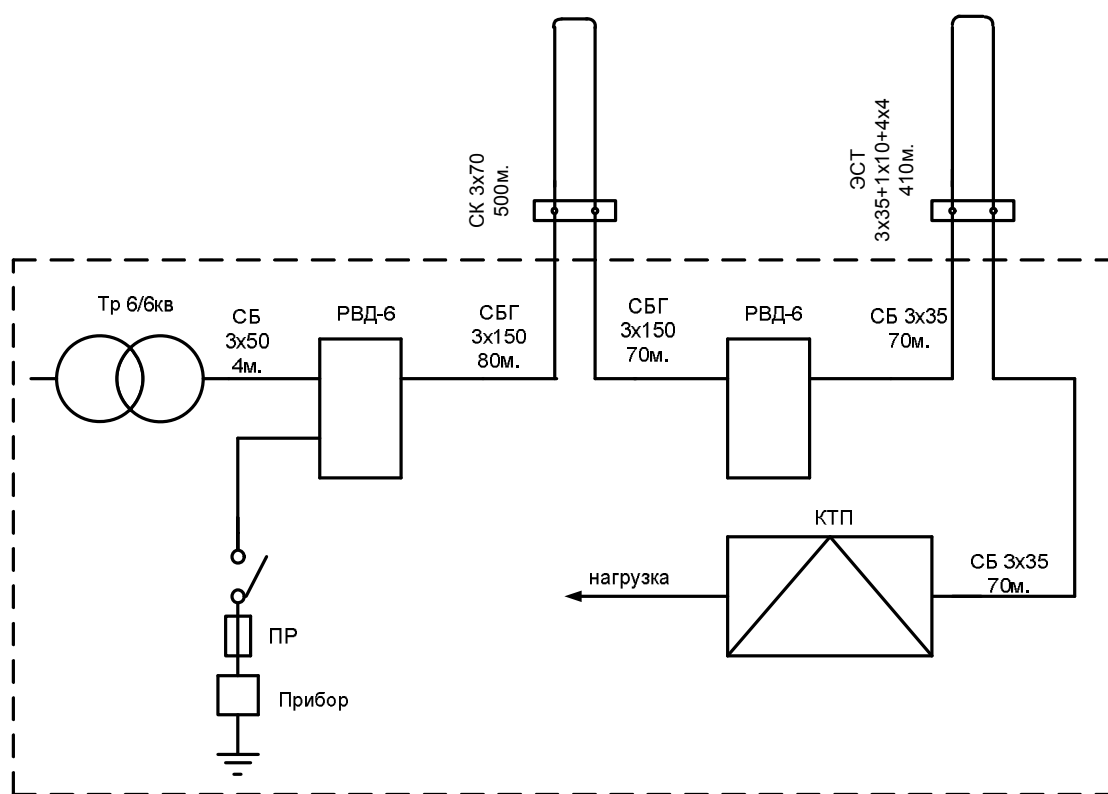 СК 3х70
500м.
ЭСТ
3х35+1х10+4х4
410м.
Тр 6/6кв
СБ
3х50
4м.
РВД-6
СБГ
3х150
80м.
СБГ
3х150
70м.
РВД-6
СБ 3х35
70м.
КТП
СБ 3х35
70м.
нагрузка
ПР
Прибор